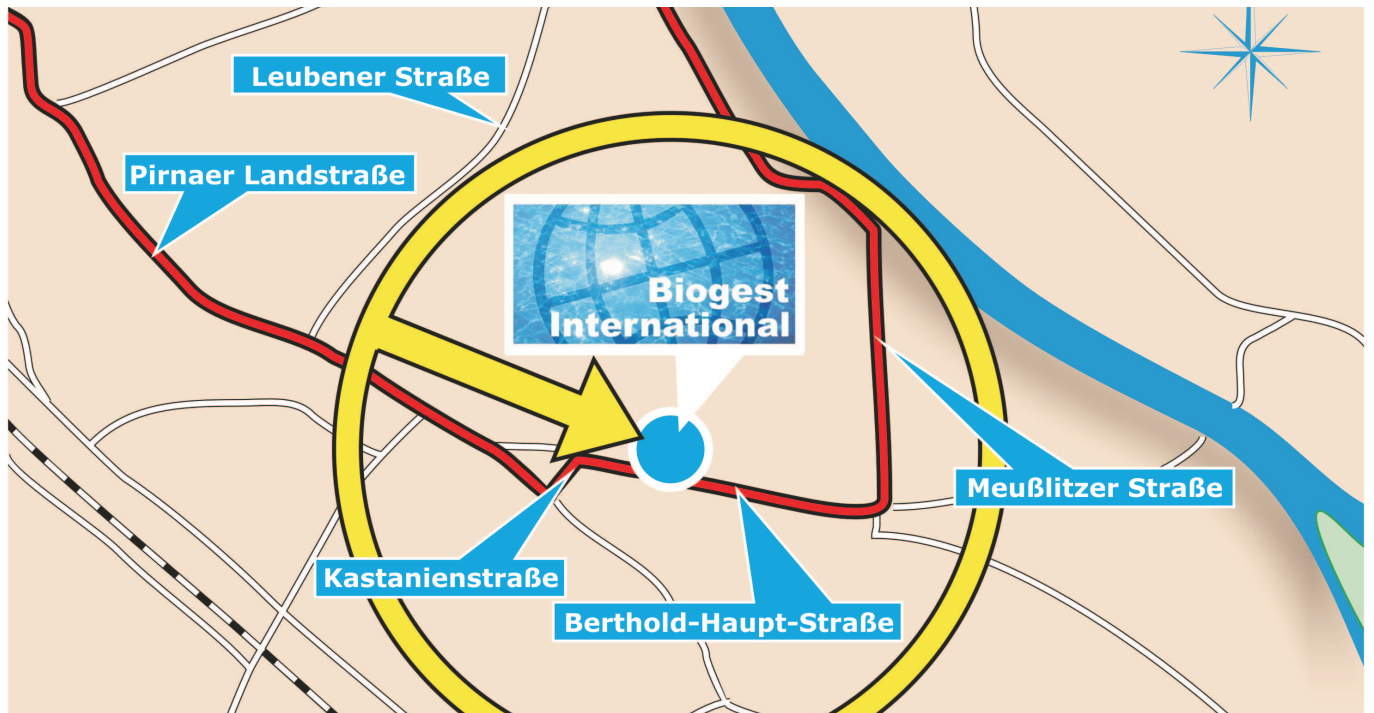 Leubener Straße
Pirnaer Landstraße
Biogest
International
Meußlitzer Straße
Kastanienstraße
Berthold-Haupt-Straße